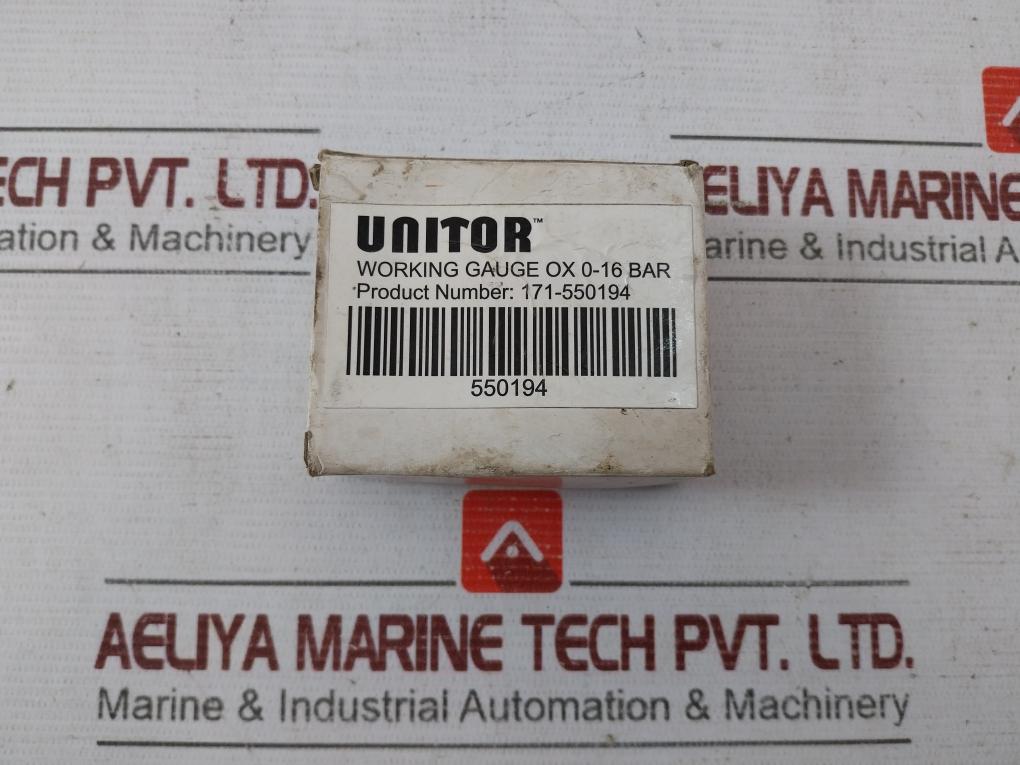 TECH PVT. LTD.
ation & Machinery
AELIYA MARINE
arine & Industrial A
UNITOR™
WORKING GAUGE OX 0-16 BAR
Product Number: 171-550194
550194
AELIYA MARINE TECH PVT. LTD.
Marine & Industrial Automation & Machinery